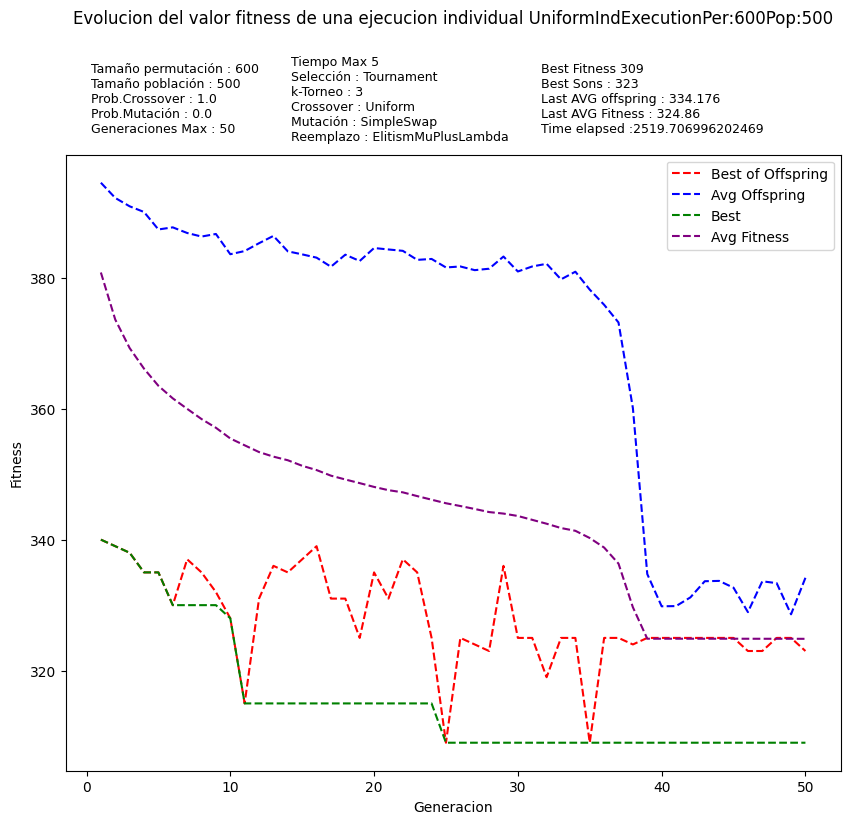 Evolucion del valor fitness de una ejecucion individual UniformIndExecutionPer:600Pop:500
Tamaño permutación : 600
Tamaño población : 500
Prob.Crossover : 1.0
Prob.Mutación : 0.0
Generaciones Max : 50
Tiempo Max 5
Selección : Tournament
k-Torneo : 3
Crossover : Uniform
Mutación : SimpleSwap
Reemplazo : ElitismMuPlusLambda
Best Fitness 309
Best Sons : 323
Last AVG offspring : 334.176
Last AVG Fitness : 324.86
Time elapsed :2519.706996202469
Best of Offspring
Avg Offspring
Best
Avg Fitness
380
360
340
320
Fitness
0 10 20 30 40 50
Generacion